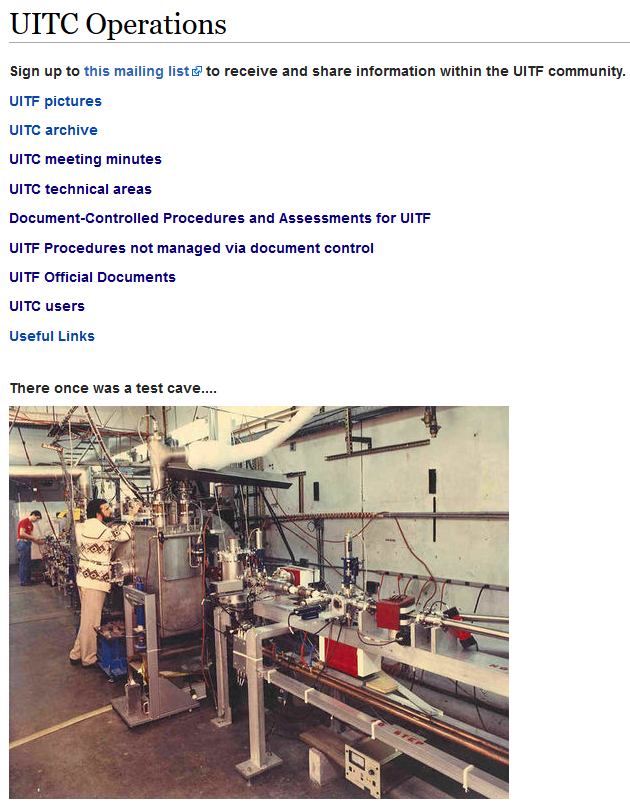 UITC Operations
Sign up to this mailing list to receive and share information within the UITF community.
UITF pictures
UITC archive
UITC meeting minutes
UITC technical areas
Document-Controlled Procedures and Assessments for UITF
UITF Procedures not managed via document control
UITF Official Documents
UITC users
Useful Links
There once was a test cave....
NO
STEP